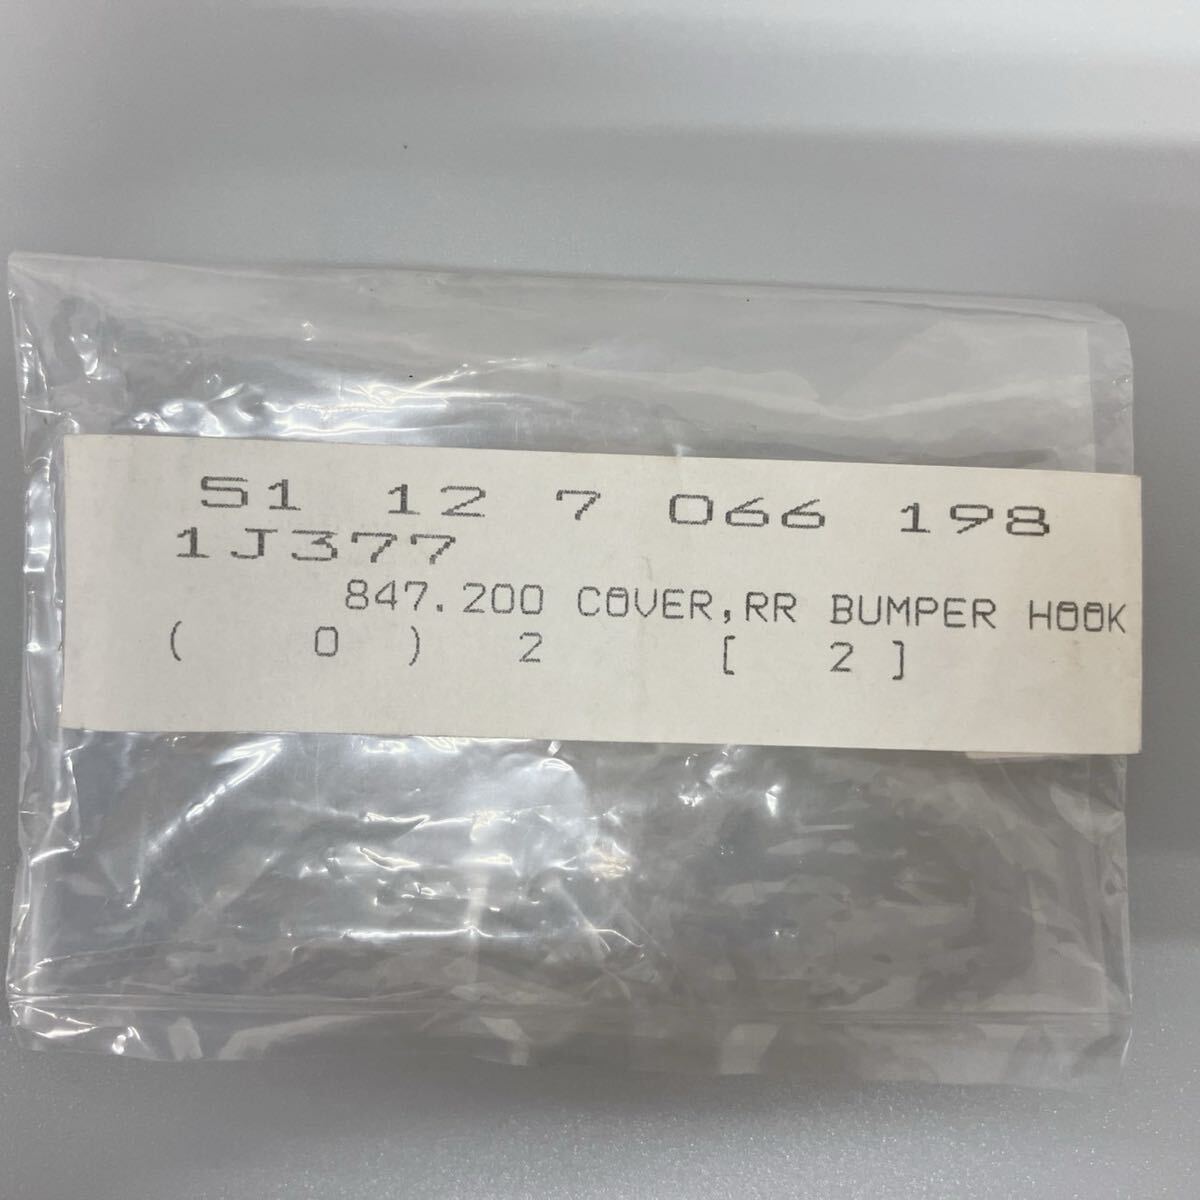 51 12 7 066 198
1J377
847.200 COVER,RR BUMPER HOOK
( 0 ) 2 [ 2 ]